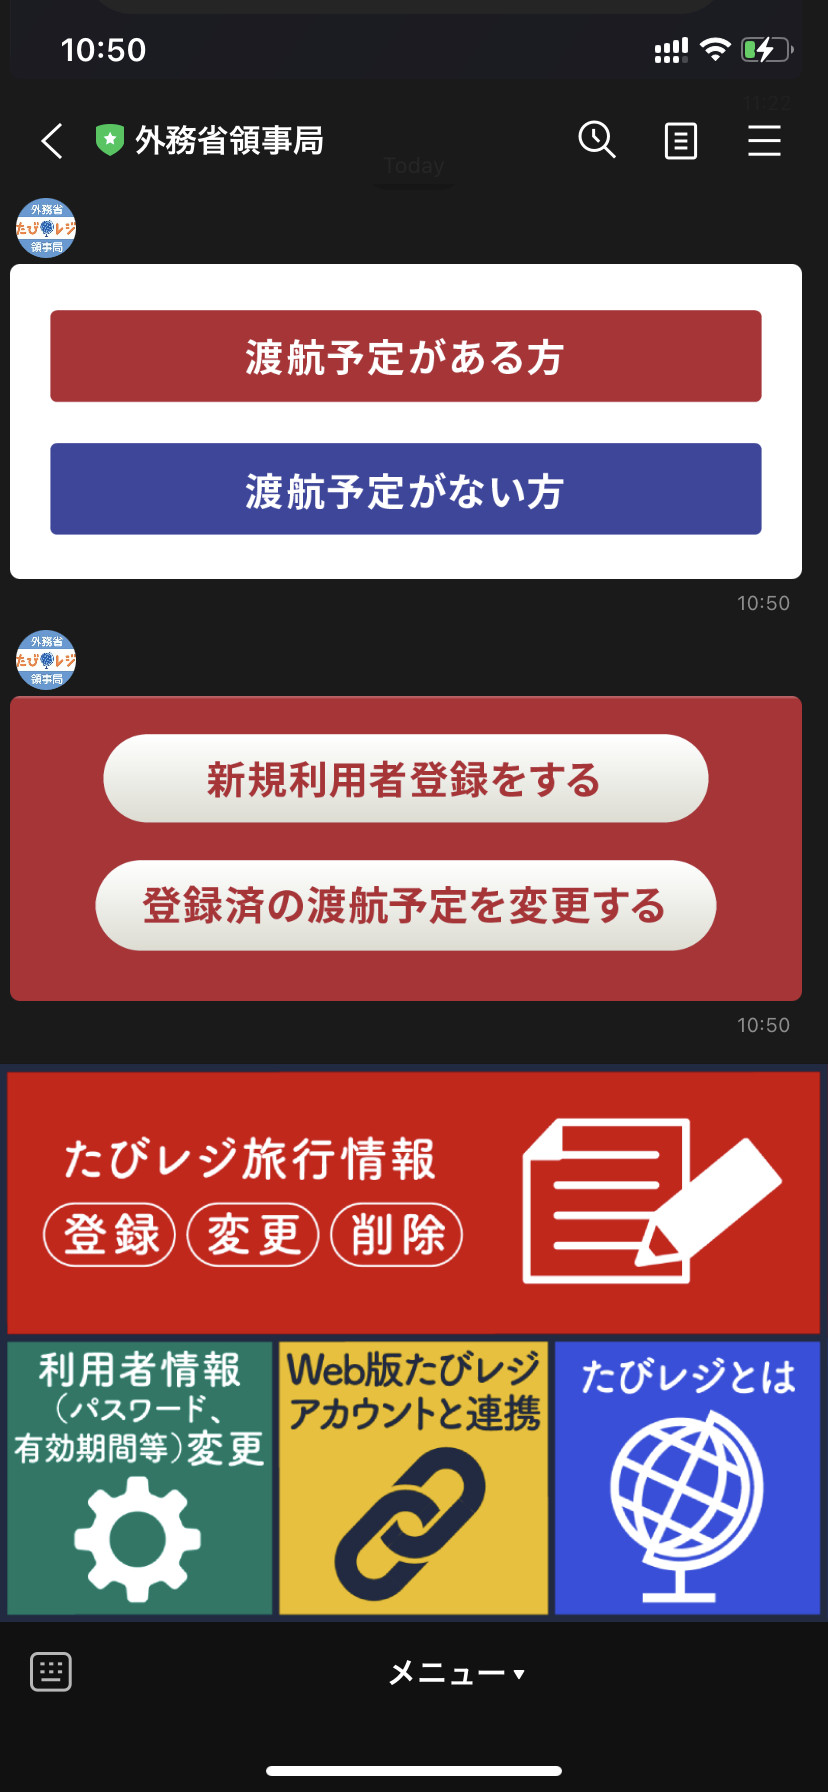 10:50
11:22
外務省領事局
Today
外務省
たびレジ
領事局
渡航予定がある方
渡航予定がない方
10:50
外務省
たびレジ
領事局
新規利用者登録をする
登録済の渡航予定を変更する
10:50
たびレジ旅行情報
登録 変更 削除
利用者情報
（パスワード、
有効期間等）変更
Web版たびレジ
アカウントと連携
たびレジとは
メニュー▼